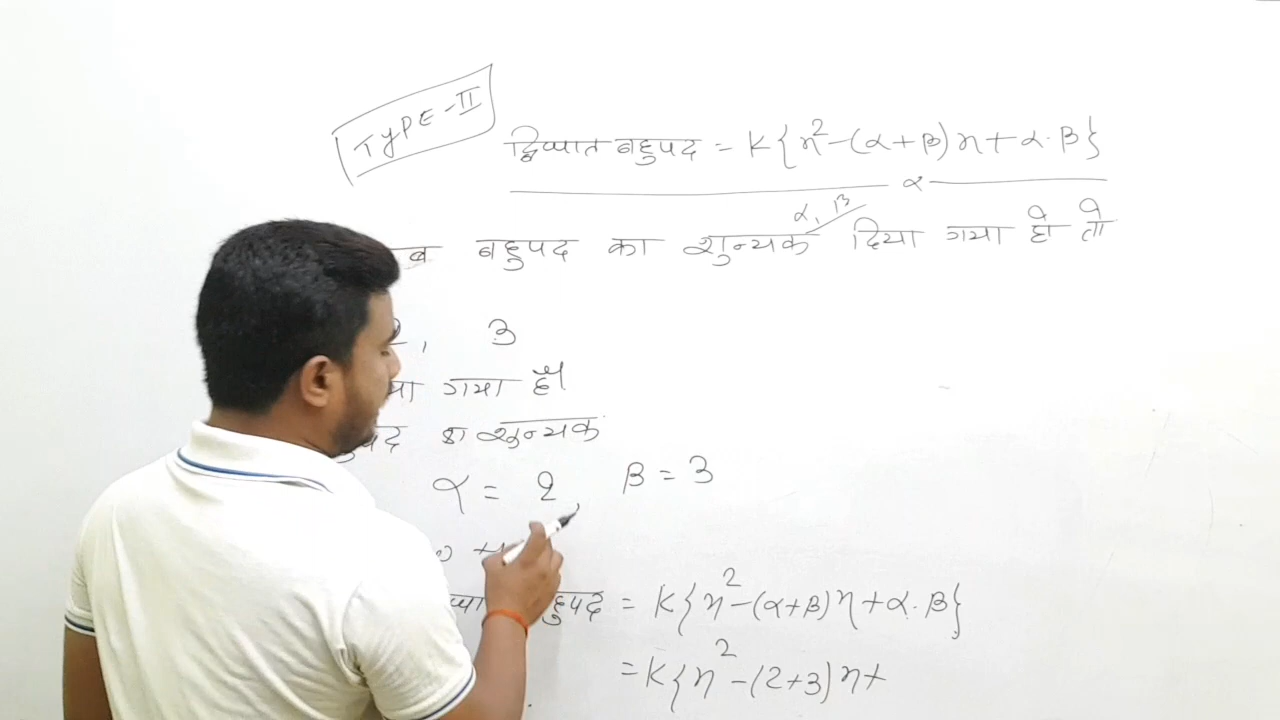 TYPE-II
द्विघात बहुपद = K{x²-(α+β)x+α.β}
α
α, β
ब बहुपद का शुन्यक दिया गया हो तो
, 3
गया है
पद का शुन्यक
α = 2, β = 3
बहुपद = K{x²-(α+β)x+α.β}
= K{x²-(2+3)x+